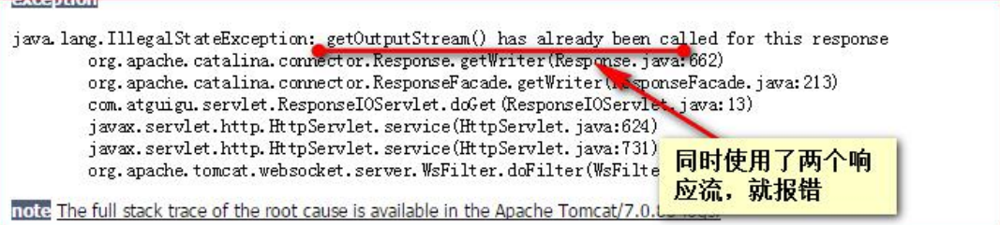 exception
java.lang.IllegalStateException: getOutputStream() has already been called for this response
org.apache.catalina.connector.Response.getWriter(Response.java:662)
org.apache.catalina.connector.ResponseFacade.getWriter(ResponseFacade.java:213)
com.atguigu.servlet.ResponseIOServlet.doGet(ResponseIOServlet.java:13)
javax.servlet.http.HttpServlet.service(HttpServlet.java:624)
javax.servlet.http.HttpServlet.service(HttpServlet.java:731)
org.apache.tomcat.websocket.server.WsFilter.doFilter(WsFilte
同时使用了两个响
应流，就报错
note The full stack trace of the root cause is available in the Apache Tomcat/7.0.